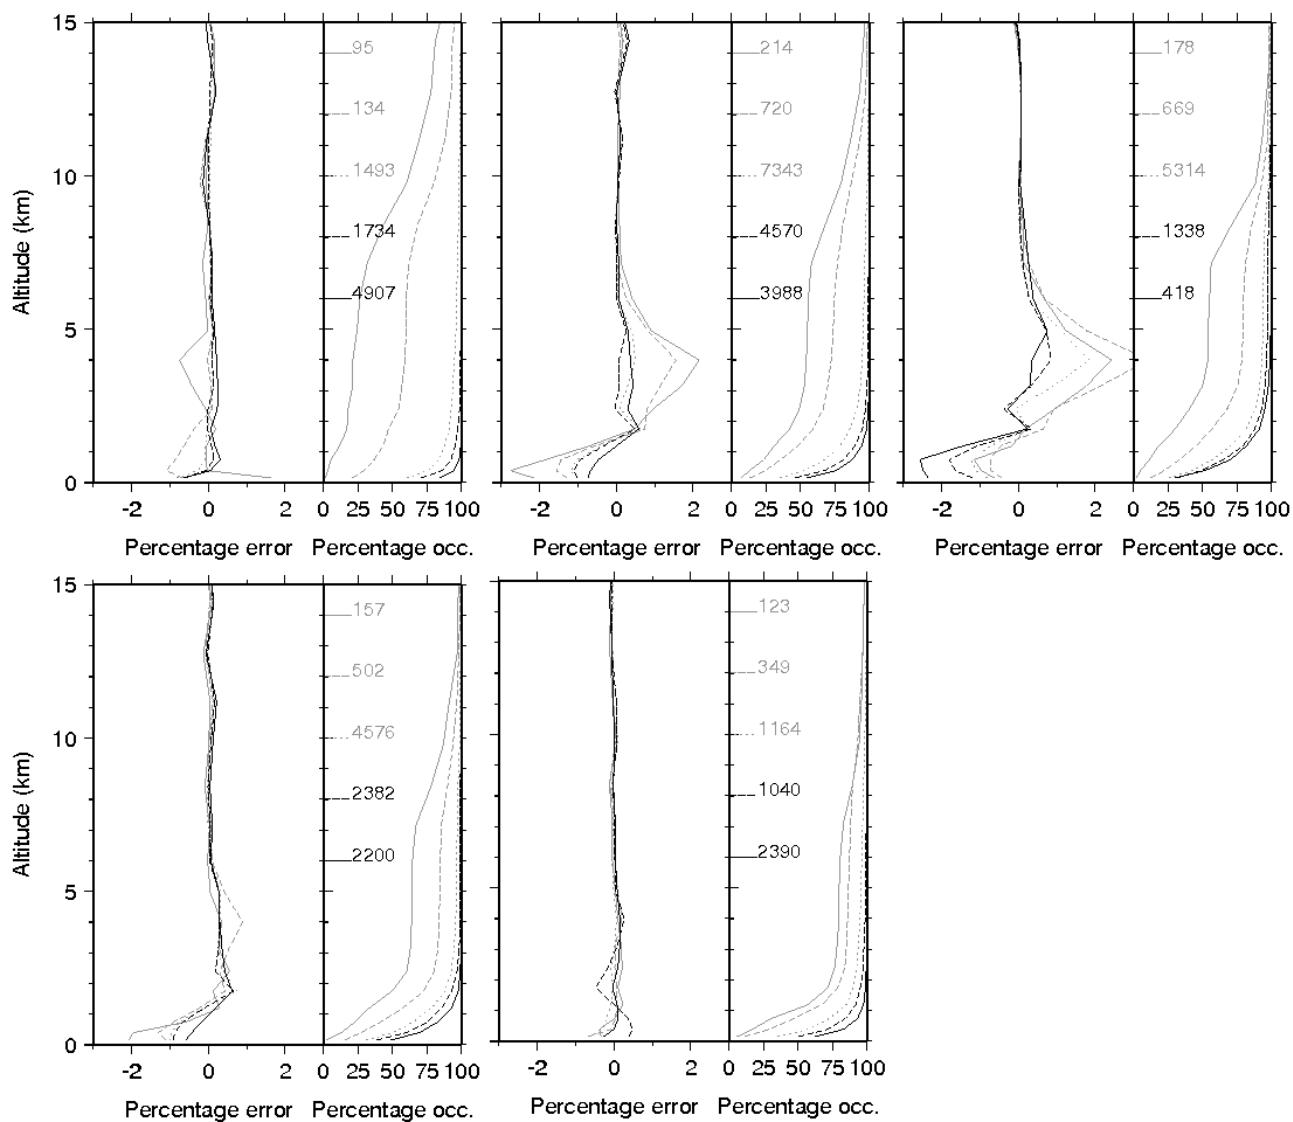 15
10
5
0
Altitude (km)
95
134
1493
1734
4907
-2 0 2 0 25 50 75 100
Percentage error Percentage occ.
214
720
7343
4570
3988
-2 0 2 0 25 50 75 100
Percentage error Percentage occ.
178
669
5314
1338
418
-2 0 2 0 25 50 75 100
Percentage error Percentage occ.
15
10
5
0
Altitude (km)
157
502
4576
2382
2200
-2 0 2 0 25 50 75 100
Percentage error Percentage occ.
123
349
1164
1040
2390
-2 0 2 0 25 50 75 100
Percentage error Percentage occ.